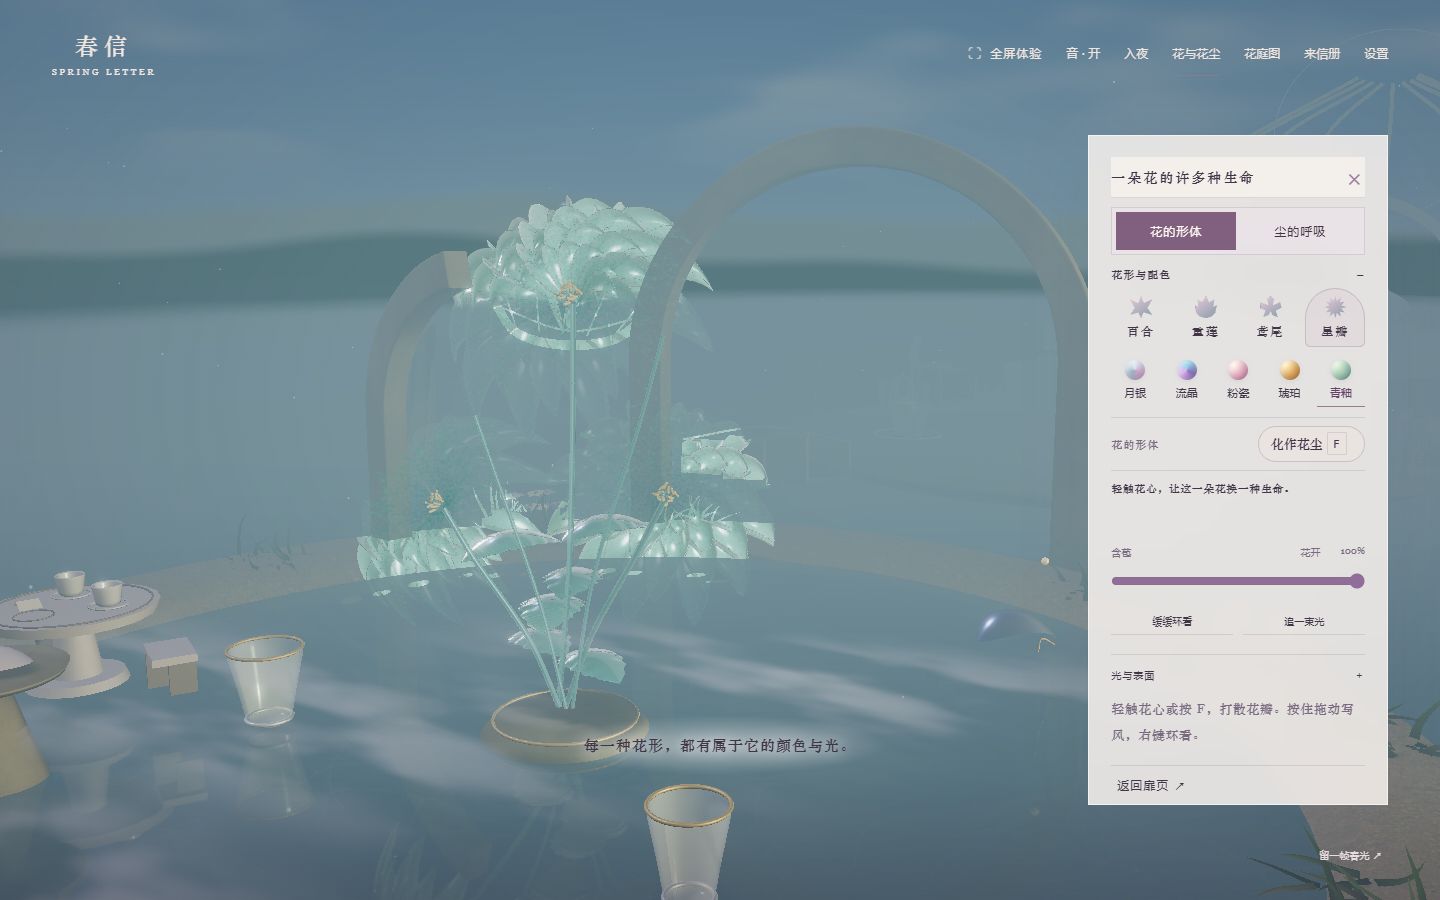 春信
SPRING LETTER
全屏体验 音·开 入夜 花与花尘 花庭图 来信册 设置
一朵花的许多种生命
花的形体 尘的呼吸
花形与配色
百合 重莲 鸢尾 星瓣
月银 流晶 粉瓷 琥珀 青釉
花的形体 化作花尘 F
轻触花心，让这一朵花换一种生命。
含苞 花开 100%
缓缓环看 追一束光
光与表面 +
轻触花心或按 F，打散花瓣。按住拖动写
风，右键环看。
每一种花形，都有属于它的颜色与光。
返回扉页 ↗
留一帧春光 ↗